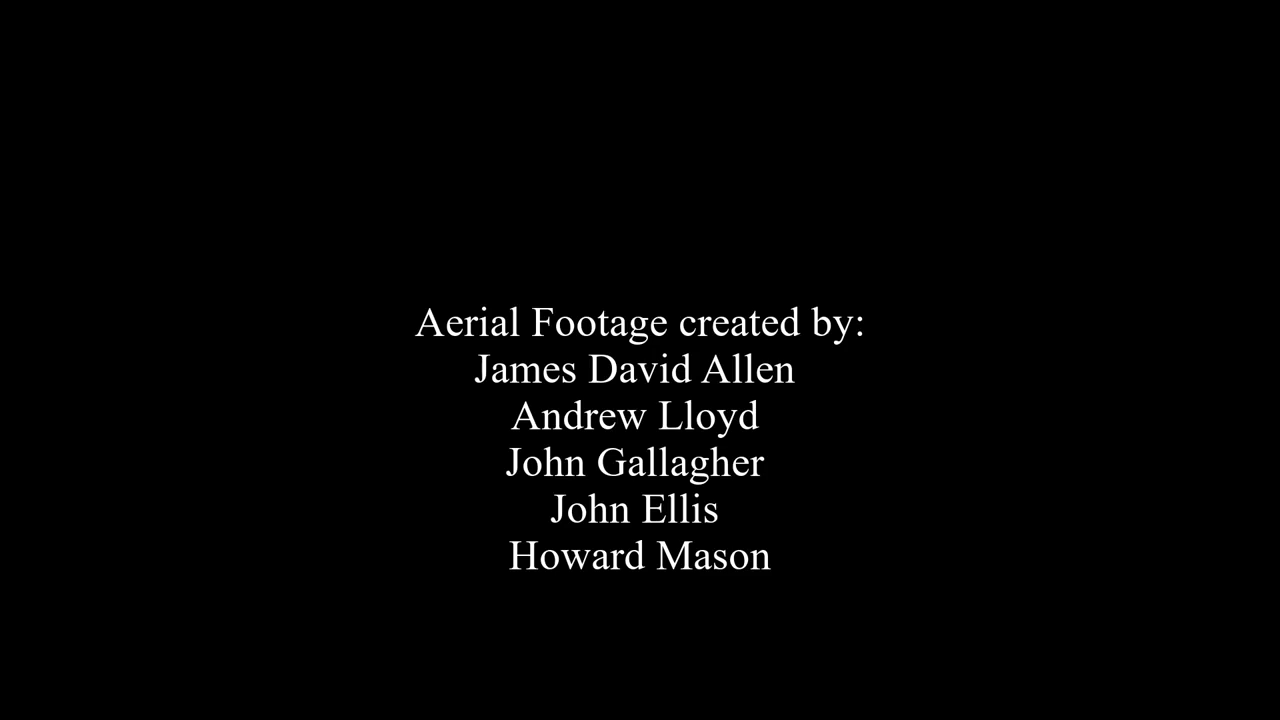 Aerial Footage created by:
James David Allen
Andrew Lloyd
John Gallagher
John Ellis
Howard Mason